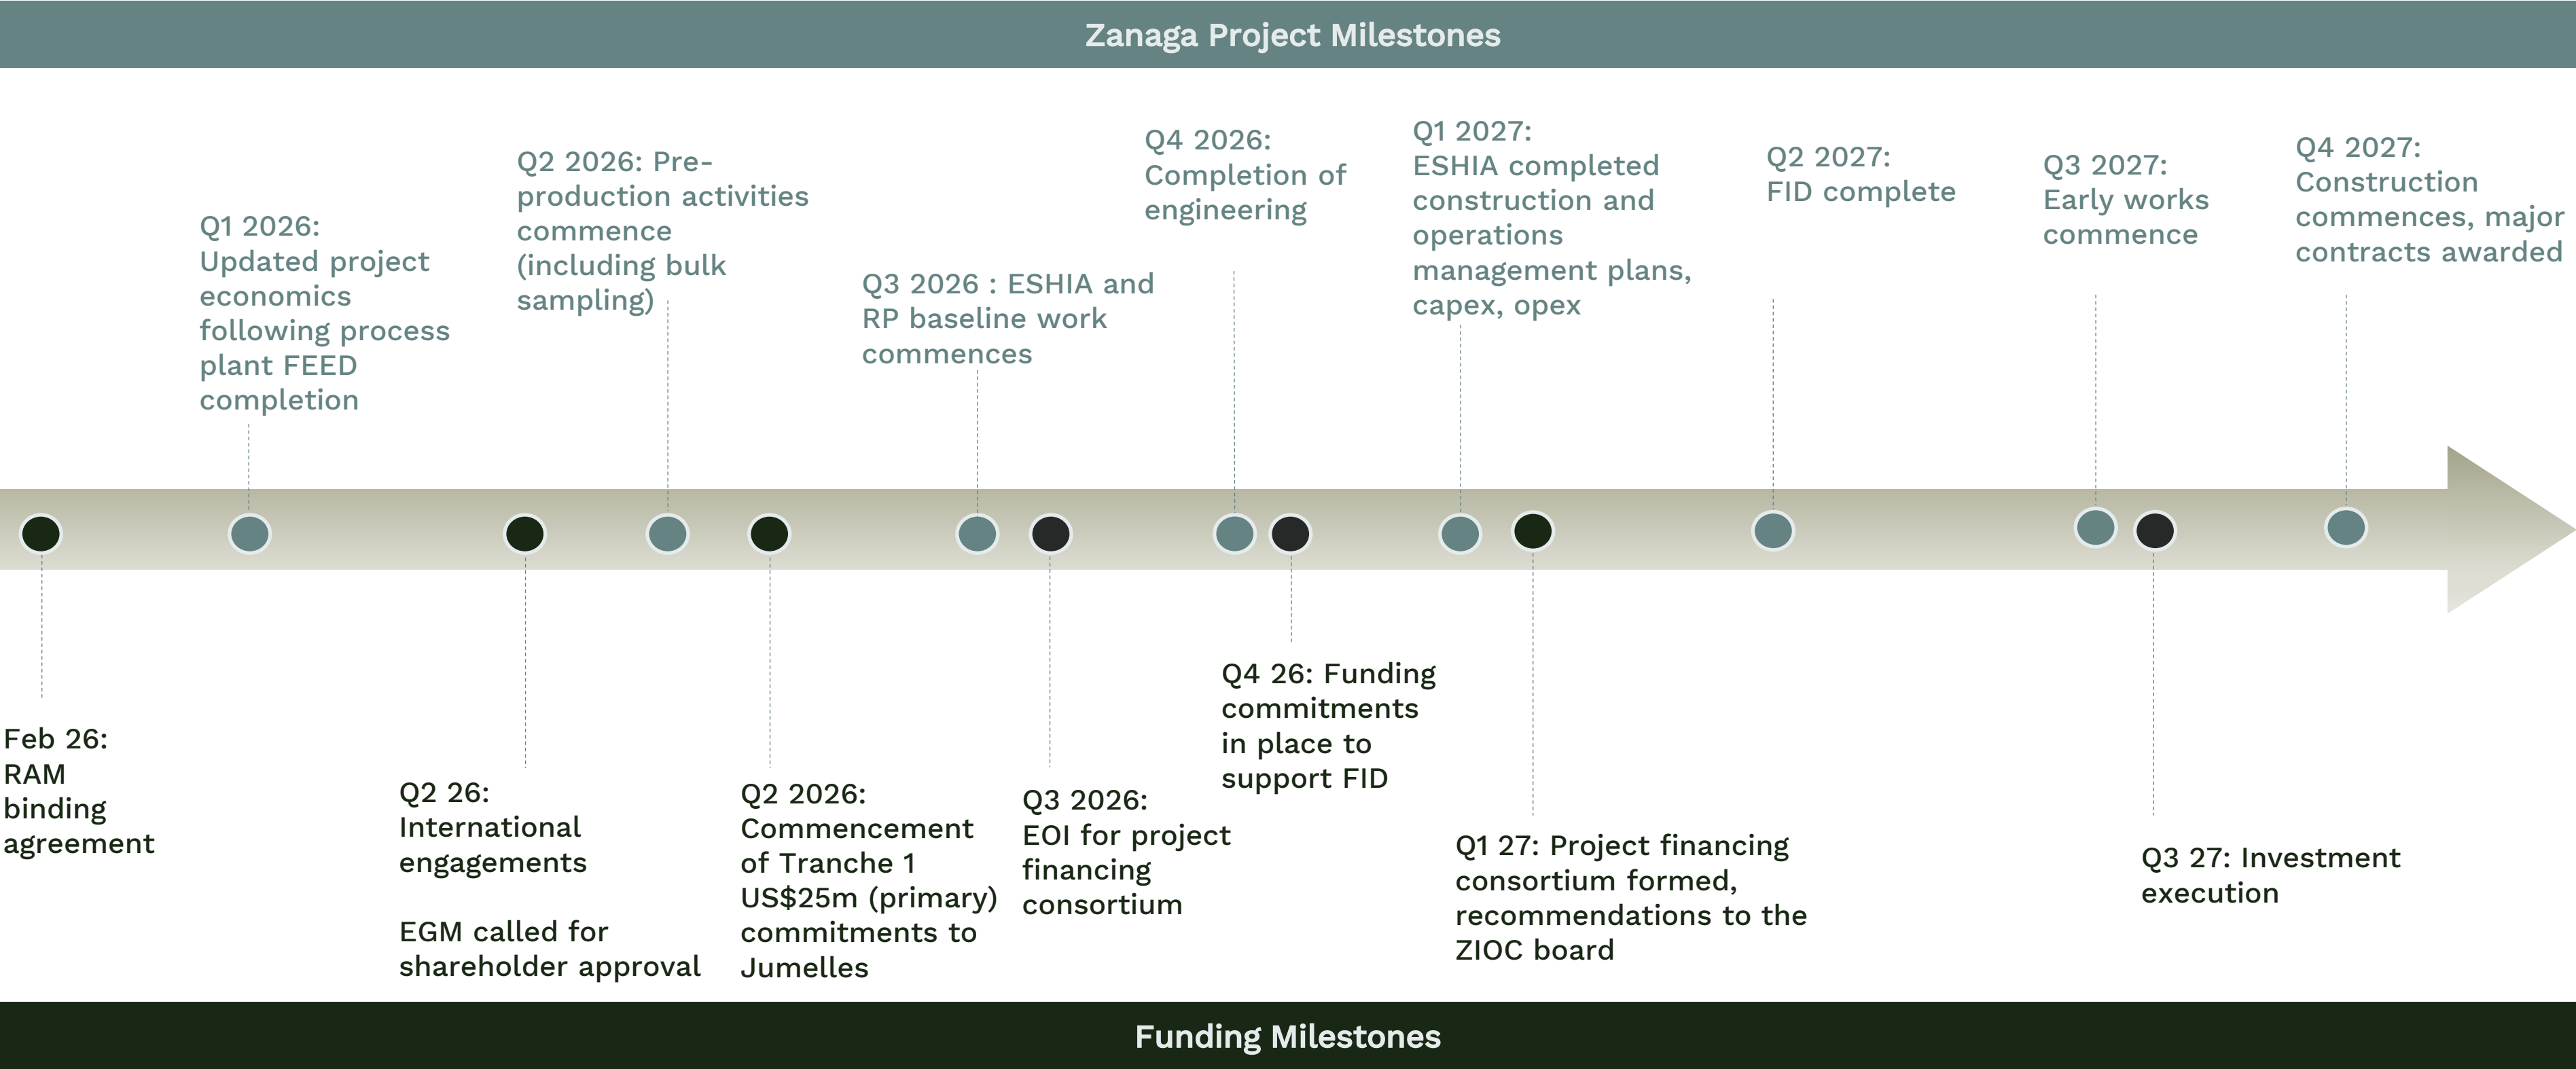 Zanaga Project Milestones
Q1 2026:
Updated project
economics
following process
plant FEED
completion
Q2 2026: Pre-
production activities
commence
(including bulk
sampling)
Q3 2026 : ESHIA and
RP baseline work
commences
Q4 2026:
Completion of
engineering
Q1 2027:
ESHIA completed
construction and
operations
management plans,
capex, opex
Q2 2027:
FID complete
Q3 2027:
Early works
commence
Q4 2027:
Construction
commences, major
contracts awarded
Feb 26:
RAM
binding
agreement
Q2 26:
International
engagements
EGM called for
shareholder approval
Q2 2026:
Commencement
of Tranche 1
US$25m (primary)
commitments to
Jumelles
Q3 2026:
EOI for project
financing
consortium
Q4 26: Funding
commitments
in place to
support FID
Q1 27: Project financing
consortium formed,
recommendations to the
ZIOC board
Q3 27: Investment
execution
Funding Milestones